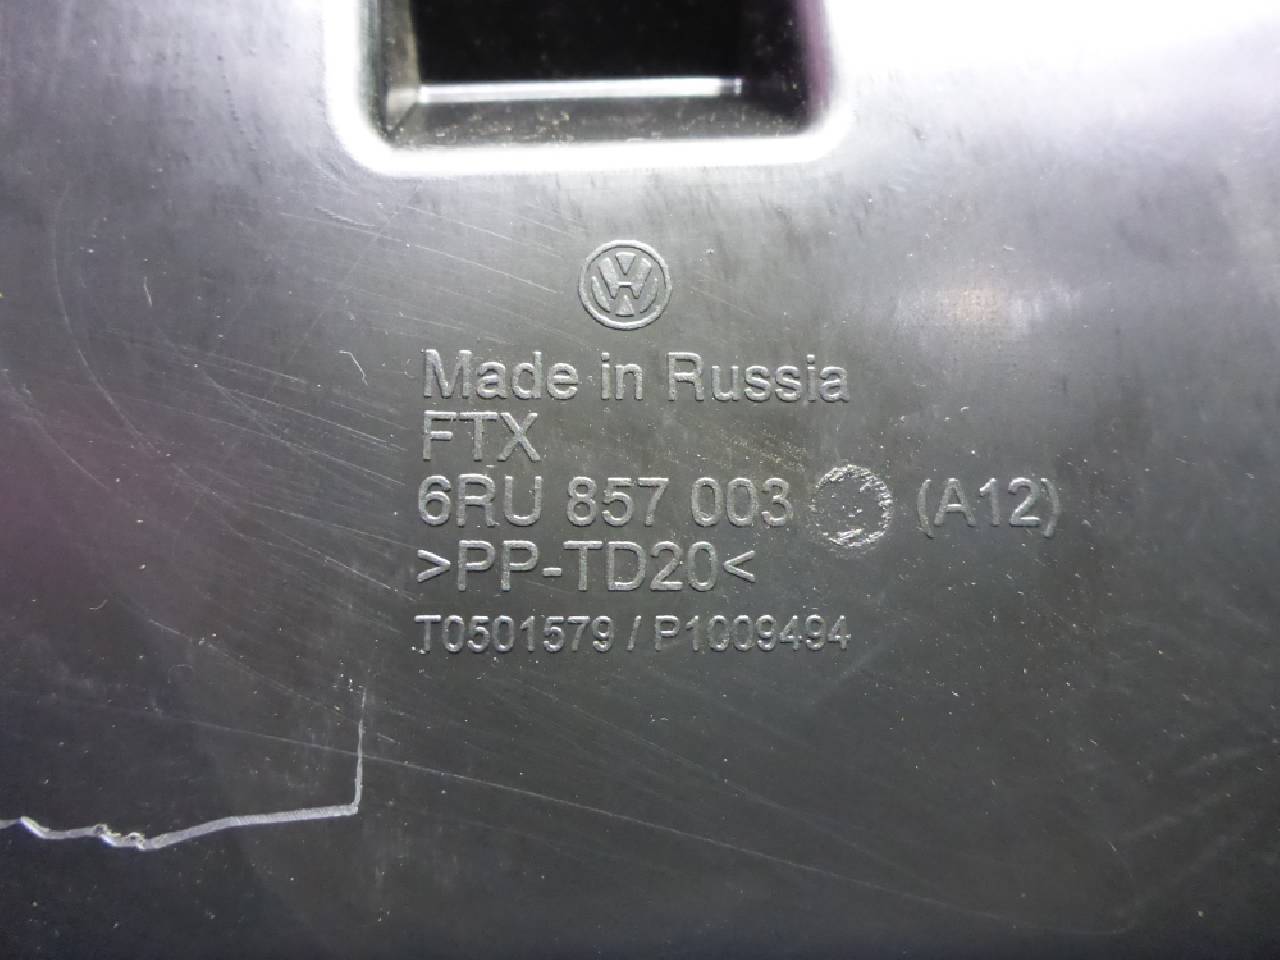 Made in Russia
FTX
6RU 857 003 (A12)
>PP-TD20<
T0501579 / P1009494